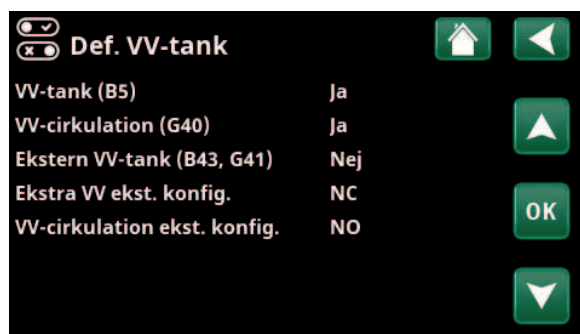 Def. VV-tank
VV-tank (B5) Ja
VV-cirkulation (G40) Ja
Ekstern VV-tank (B43, G41) Nej
Ekstra VV ekst. konfig. NC
VV-cirkulation ekst. konfig. NO
OK